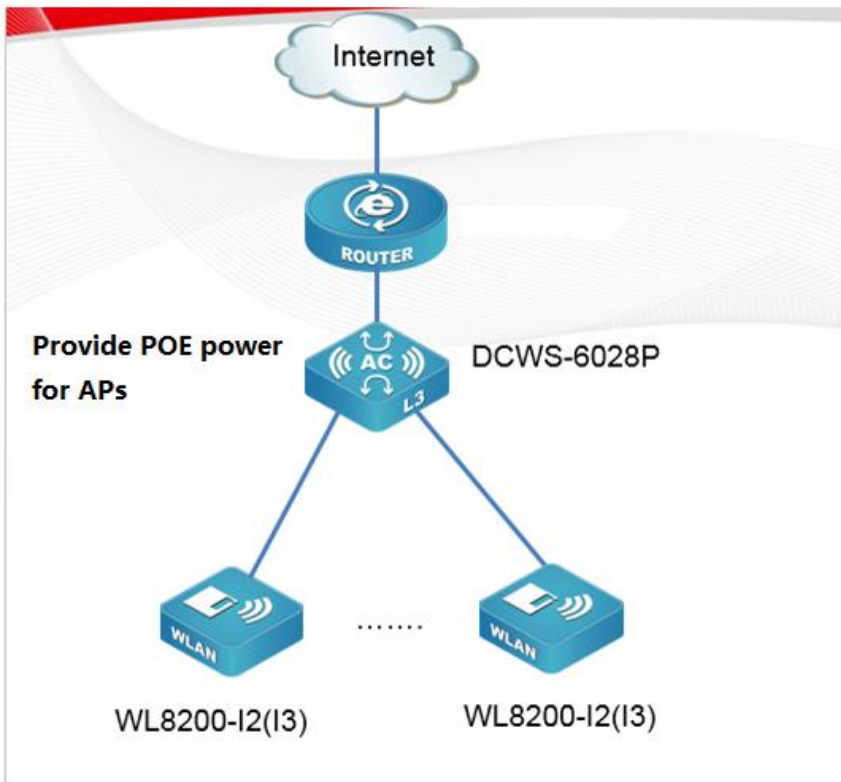 Internet
ROUTER
Provide POE power
for APs
AC
L3
DCWS-6028P
WLAN
.......
WLAN
WL8200-I2(I3)
WL8200-I2(I3)